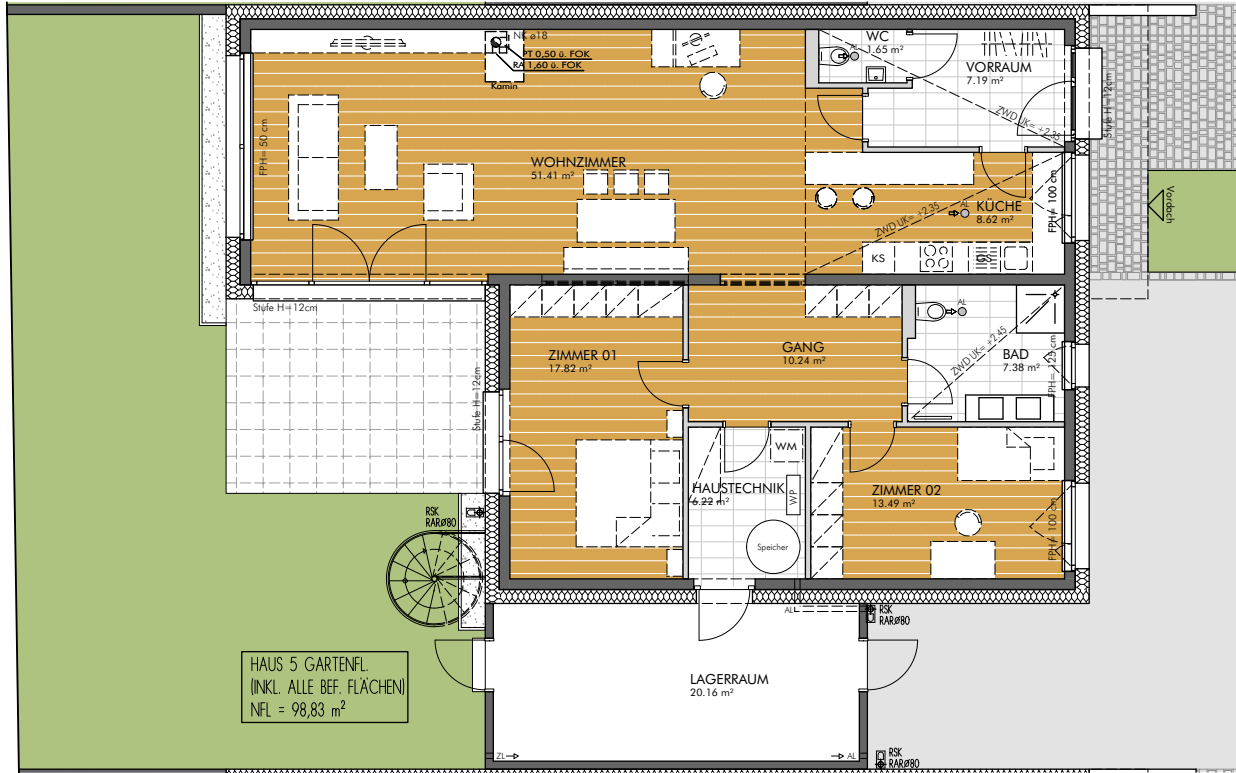 NK ø18
PT 0,50 ü. FOK
RA 1,60 ü. FOK
Kamin
WC
AL
1.65 m²
VORRAUM
7.19 m²
ZWD UK= +2.35
Stufe H=12cm
FPH= 50 cm
WOHNZIMMER
51.41 m²
KÜCHE
AL
8.62 m²
ZWD UK= +2.35
FPH= 100 cm
KS
GS
Vordach
Stufe H=12cm
Stufe H=12cm
ZIMMER 01
17.82 m²
GANG
10.24 m²
AL
BAD
7.38 m²
ZWD UK= +2.45
FPH= 125 cm
WM
HAUSTECHNIK
6.22 m²
WP
Speicher
ZIMMER 02
13.49 m²
FPH= 100 cm
RSK
RARØ80
AL
RSK
RARØ80
HAUS 5 GARTENFL.
(INKL. ALLE BEF. FLÄCHEN)
NFL = 98,83 m²
LAGERRAUM
20.16 m²
ZL
AL
RSK
RARØ80